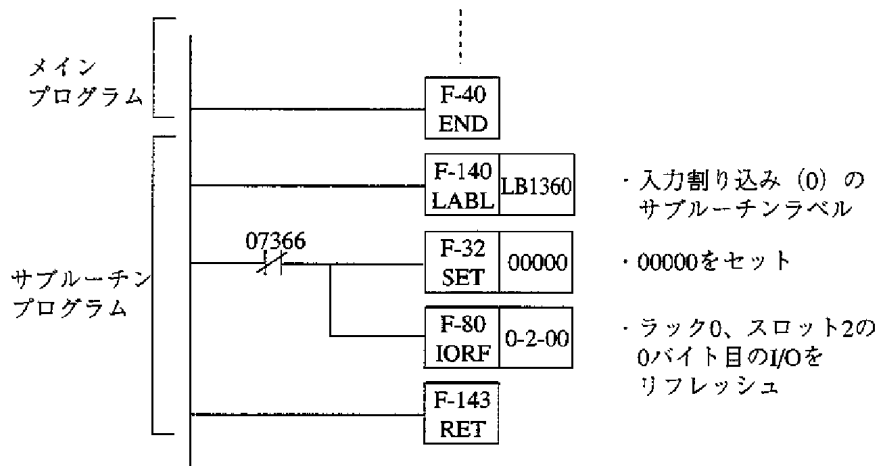 メイン
プログラム
F-40
END
F-140
LABL
LB1360
・入力割り込み（0）の
サブルーチンラベル
07366
F-32
SET
00000
・00000をセット
サブルーチン
プログラム
F-80
IORF
0-2-00
・ラック0、スロット2の
0バイト目のI/Oを
リフレッシュ
F-143
RET